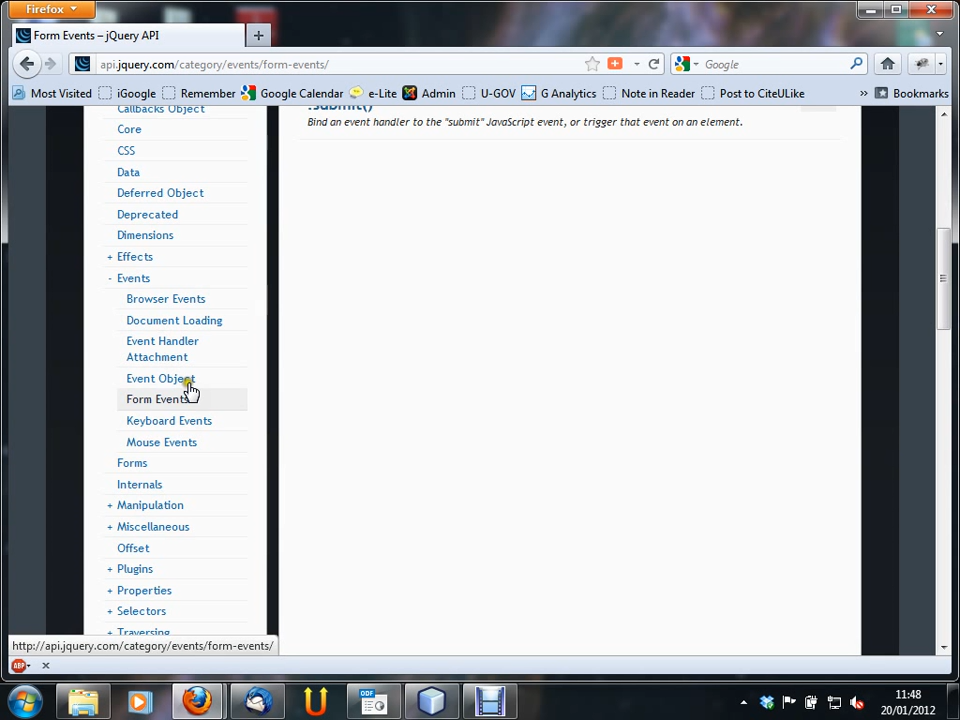 Firefox
Form Events – jQuery API
api.jquery.com/category/events/form-events/
Google
Most Visited
iGoogle
Remember
Google Calendar
e-Lite
Admin
U-GOV
G Analytics
Note in Reader
Post to CiteULike
»
Bookmarks
Callbacks Object
Core
CSS
Data
Deferred Object
Deprecated
Dimensions
+ Effects
- Events
Browser Events
Document Loading
Event Handler
Attachment
Event Object
Form Events
Keyboard Events
Mouse Events
Forms
Internals
+ Manipulation
+ Miscellaneous
Offset
+ Plugins
+ Properties
+ Selectors
+ Traversing
.submit()
Bind an event handler to the "submit" JavaScript event, or trigger that event on an element.
http://api.jquery.com/category/events/form-events/
ABP
ODF
11:48
20/01/2012